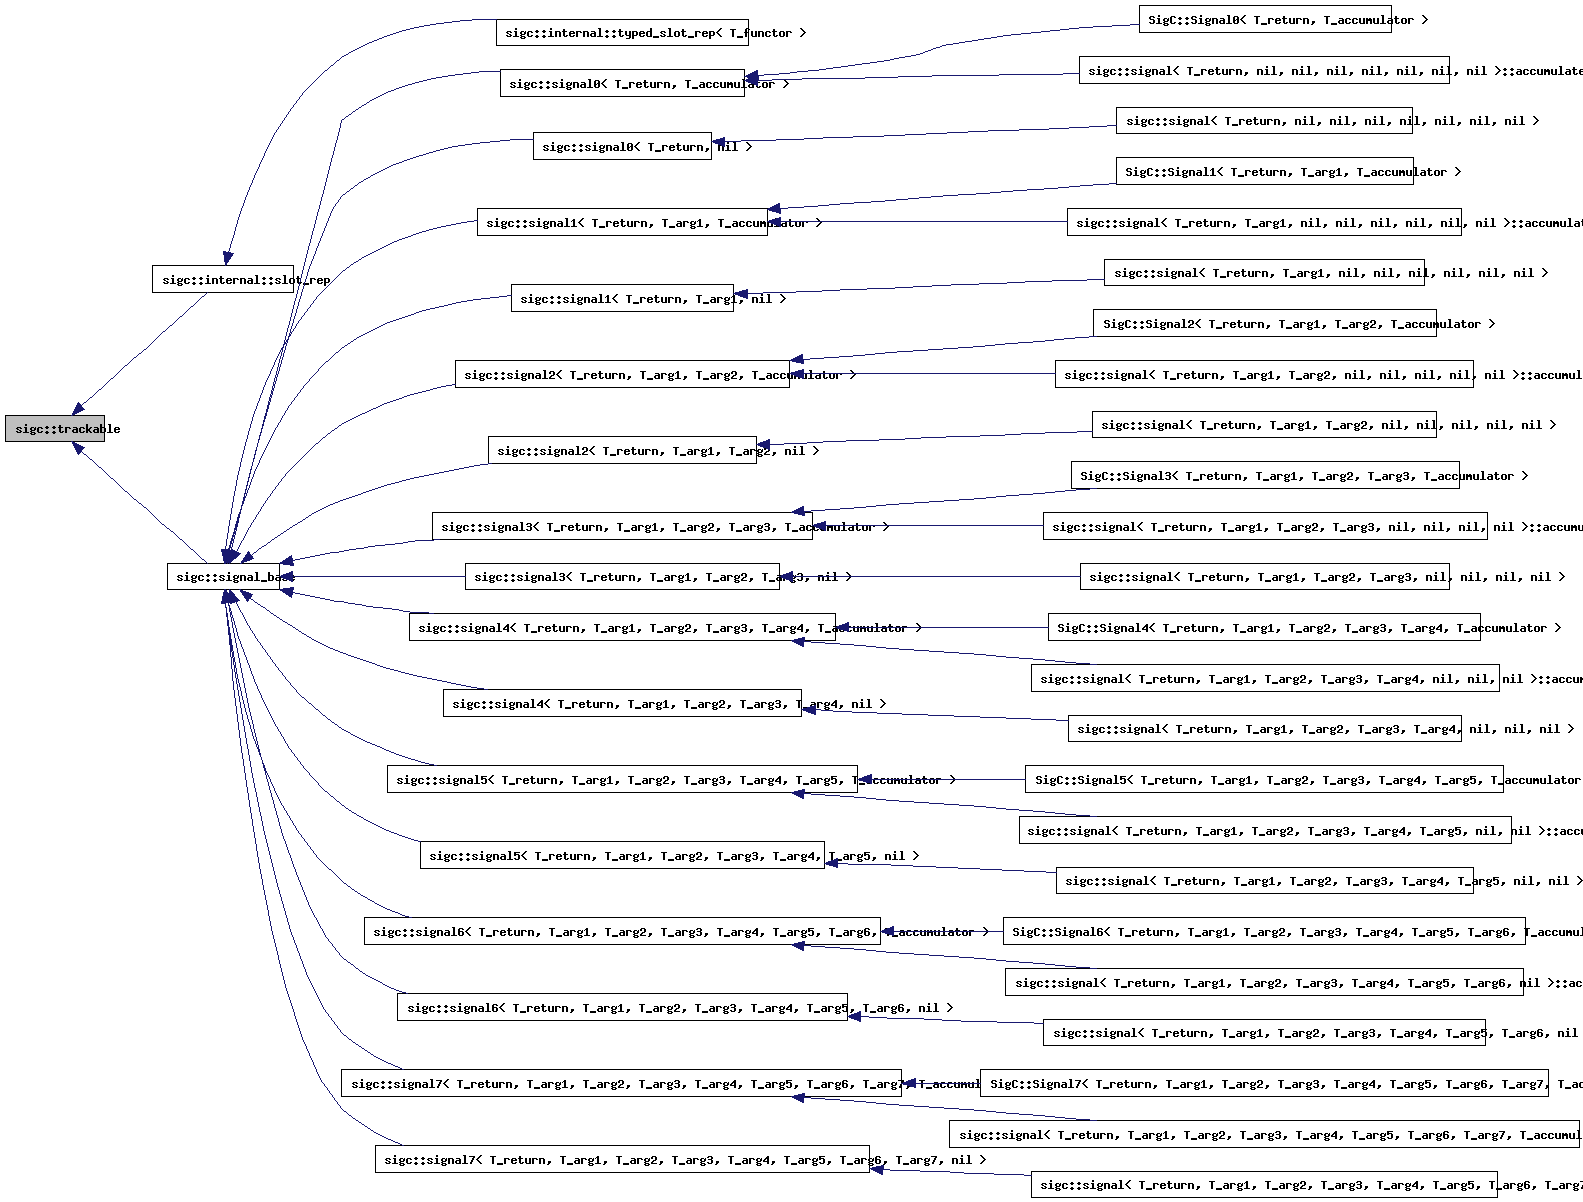 sigc::trackable
sigc::internal::slot_rep
sigc::signal_base
sigc::internal::typed_slot_rep< T_functor >
sigc::signal0< T_return, T_accumulator >
sigc::signal0< T_return, nil >
sigc::signal1< T_return, T_arg1, T_accumulator >
sigc::signal1< T_return, T_arg1, nil >
sigc::signal2< T_return, T_arg1, T_arg2, T_accumulator >
sigc::signal2< T_return, T_arg1, T_arg2, nil >
sigc::signal3< T_return, T_arg1, T_arg2, T_arg3, T_accumulator >
sigc::signal3< T_return, T_arg1, T_arg2, T_arg3, nil >
sigc::signal4< T_return, T_arg1, T_arg2, T_arg3, T_arg4, T_accumulator >
sigc::signal4< T_return, T_arg1, T_arg2, T_arg3, T_arg4, nil >
sigc::signal5< T_return, T_arg1, T_arg2, T_arg3, T_arg4, T_arg5, T_accumulator >
sigc::signal5< T_return, T_arg1, T_arg2, T_arg3, T_arg4, T_arg5, nil >
sigc::signal6< T_return, T_arg1, T_arg2, T_arg3, T_arg4, T_arg5, T_arg6, T_accumulator >
sigc::signal6< T_return, T_arg1, T_arg2, T_arg3, T_arg4, T_arg5, T_arg6, nil >
sigc::signal7< T_return, T_arg1, T_arg2, T_arg3, T_arg4, T_arg5, T_arg6, T_arg7, T_accumul
sigc::signal7< T_return, T_arg1, T_arg2, T_arg3, T_arg4, T_arg5, T_arg6, T_arg7, nil >
SigC::Signal0< T_return, T_accumulator >
sigc::signal< T_return, nil, nil, nil, nil, nil, nil, nil >::accumulate
sigc::signal< T_return, nil, nil, nil, nil, nil, nil, nil >
SigC::Signal1< T_return, T_arg1, T_accumulator >
sigc::signal< T_return, T_arg1, nil, nil, nil, nil, nil, nil >::accumulat
sigc::signal< T_return, T_arg1, nil, nil, nil, nil, nil, nil >
SigC::Signal2< T_return, T_arg1, T_arg2, T_accumulator >
sigc::signal< T_return, T_arg1, T_arg2, nil, nil, nil, nil, nil >::accumul
sigc::signal< T_return, T_arg1, T_arg2, nil, nil, nil, nil, nil >
SigC::Signal3< T_return, T_arg1, T_arg2, T_arg3, T_accumulator >
sigc::signal< T_return, T_arg1, T_arg2, T_arg3, nil, nil, nil, nil >::accumu
sigc::signal< T_return, T_arg1, T_arg2, T_arg3, nil, nil, nil, nil >
SigC::Signal4< T_return, T_arg1, T_arg2, T_arg3, T_arg4, T_accumulator >
sigc::signal< T_return, T_arg1, T_arg2, T_arg3, T_arg4, nil, nil, nil >::accum
sigc::signal< T_return, T_arg1, T_arg2, T_arg3, T_arg4, nil, nil, nil >
SigC::Signal5< T_return, T_arg1, T_arg2, T_arg3, T_arg4, T_arg5, T_accumulator
sigc::signal< T_return, T_arg1, T_arg2, T_arg3, T_arg4, T_arg5, nil, nil >::acc
sigc::signal< T_return, T_arg1, T_arg2, T_arg3, T_arg4, T_arg5, nil, nil >
SigC::Signal6< T_return, T_arg1, T_arg2, T_arg3, T_arg4, T_arg5, T_arg6, T_accumul
sigc::signal< T_return, T_arg1, T_arg2, T_arg3, T_arg4, T_arg5, T_arg6, nil >::ac
sigc::signal< T_return, T_arg1, T_arg2, T_arg3, T_arg4, T_arg5, T_arg6, nil
SigC::Signal7< T_return, T_arg1, T_arg2, T_arg3, T_arg4, T_arg5, T_arg6, T_arg7, T_ac
sigc::signal< T_return, T_arg1, T_arg2, T_arg3, T_arg4, T_arg5, T_arg6, T_arg7, T_accumul
sigc::signal< T_return, T_arg1, T_arg2, T_arg3, T_arg4, T_arg5, T_arg6, T_arg7